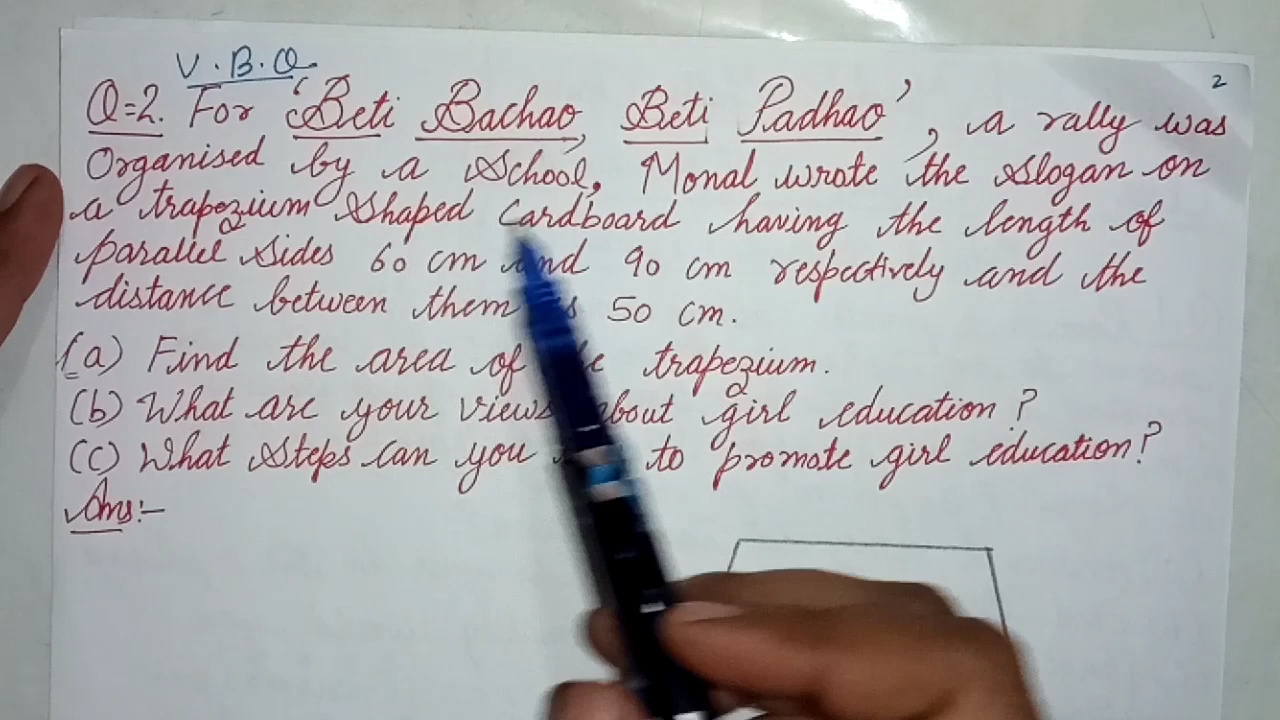 V.B.Q.
2
Q=2. For 'Beti Bachao, Beti Padhao', a rally was
Organised by a School, Monal wrote the slogan on
a trapezium shaped Cardboard having the length of
parallel sides 60 cm and 90 cm respectively and the
distance between them is 50 cm.
(a) Find the area of the trapezium.
(b) What are your views about girl education?
(c) What steps can you to promote girl education?
Ans:-